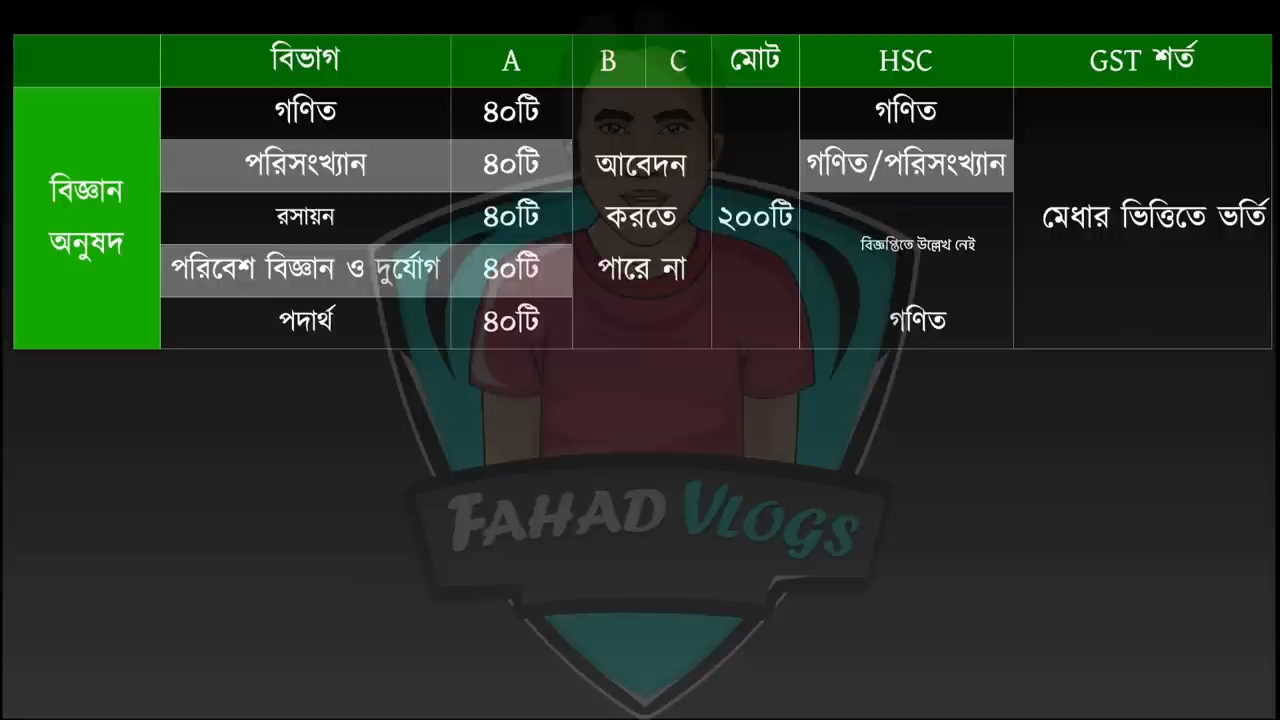 বিভাগ A B C মোট HSC GST শর্ত
গণিত ৪০টি গণিত
পরিসংখ্যান ৪০টি আবেদন গণিত/পরিসংখ্যান
বিজ্ঞান
রসায়ন ৪০টি করতে ২০০টি মেধার ভিত্তিতে ভর্তি
অনুষদ বিজ্ঞপ্তিতে উল্লেখ নেই
পরিবেশ বিজ্ঞান ও দুর্যোগ ৪০টি পারে না
পদার্থ ৪০টি গণিত
FAHAD VLOGS